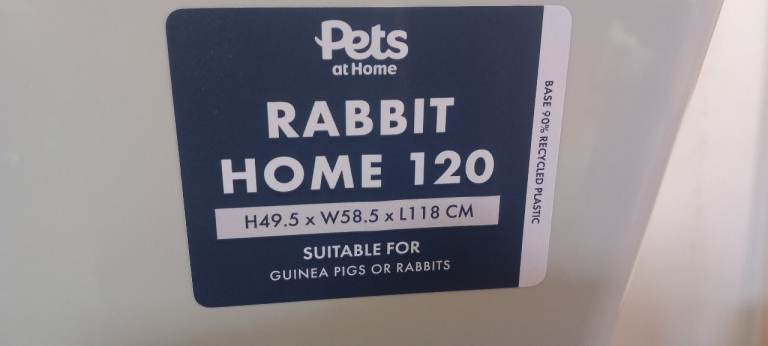 Pets
at Home
RABBIT
HOME 120
H49.5 x W58.5 x L118 CM
SUITABLE FOR
GUINEA PIGS OR RABBITS
BASE 90% RECYCLED PLASTIC